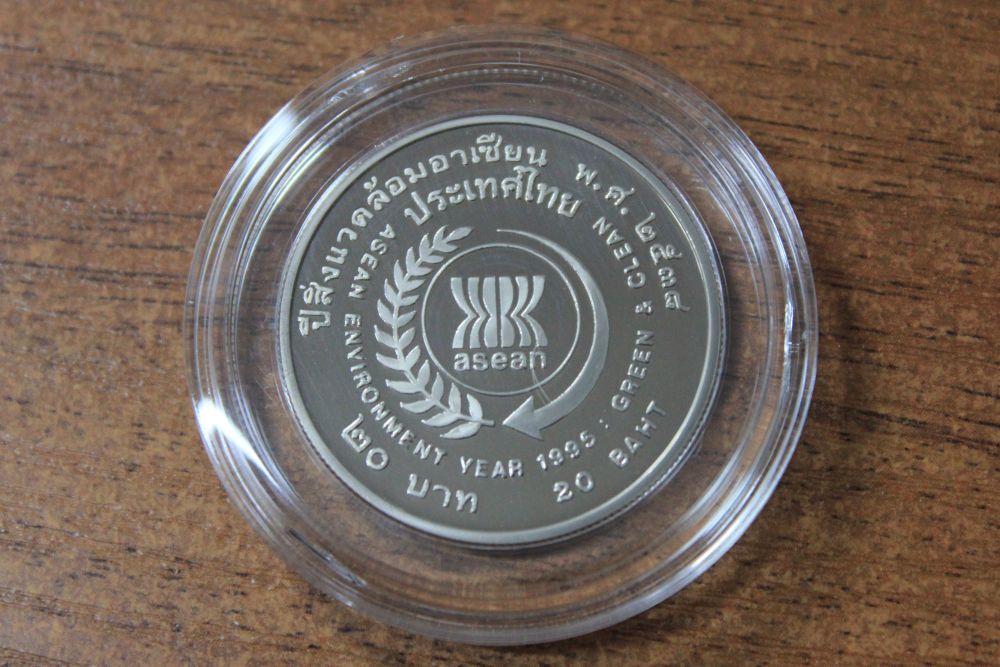 ปีสิ่งแวดล้อมอาเซียน พ.ศ. ๒๕๓๘
ประเทศไทย
ASEAN ENVIRONMENT YEAR 1995 : GREEN & CLEAN
asean
๒๐ บาท
20 BAHT